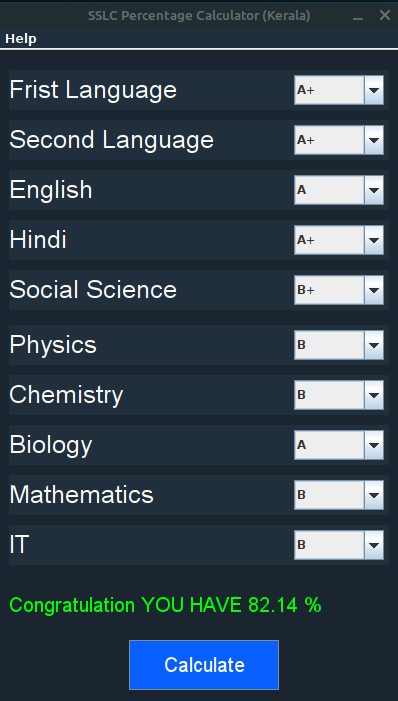 SSLC Percentage Calculator (Kerala)
Help
Frist Language A+
Second Language A+
English A
Hindi A+
Social Science B+
Physics B
Chemistry B
Biology A
Mathematics B
IT B
Congratulation YOU HAVE 82.14 %
Calculate